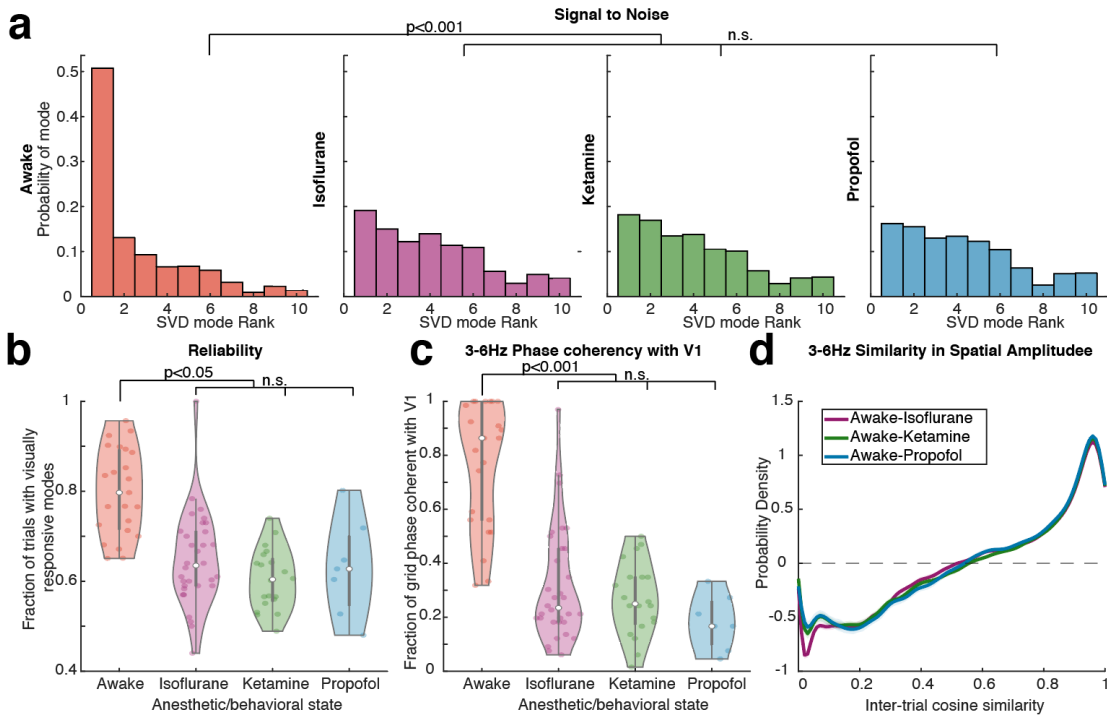 a
Signal to Noise
p<0.001
n.s.
Awake
Probability of mode
0.5
0.4
0.3
0.2
0.1
0
Isoflurane
Ketamine
Propofol
0 2 4 6 8 10
SVD mode Rank
0 2 4 6 8 10
SVD mode Rank
0 2 4 6 8 10
SVD mode Rank
0 2 4 6 8 10
SVD mode Rank
b
Reliability
p<0.05
n.s.
Fraction of trials with visually
responsive modes
1
0.8
0.6
0.4
Awake Isoflurane Ketamine Propofol
Anesthetic/behavioral state
c
3-6Hz Phase coherency with V1
p<0.001
n.s.
Fraction of grid phase coherent with V1
1
0.8
0.6
0.4
0.2
0
Awake Isoflurane Ketamine Propofol
Anesthetic/behavioral state
d
3-6Hz Similarity in Spatial Amplitudee
Awake-Isoflurane
Awake-Ketamine
Awake-Propofol
Probability Density
1.5
1
0.5
0
-0.5
-1
0 0.2 0.4 0.6 0.8 1
Inter-trial cosine similarity